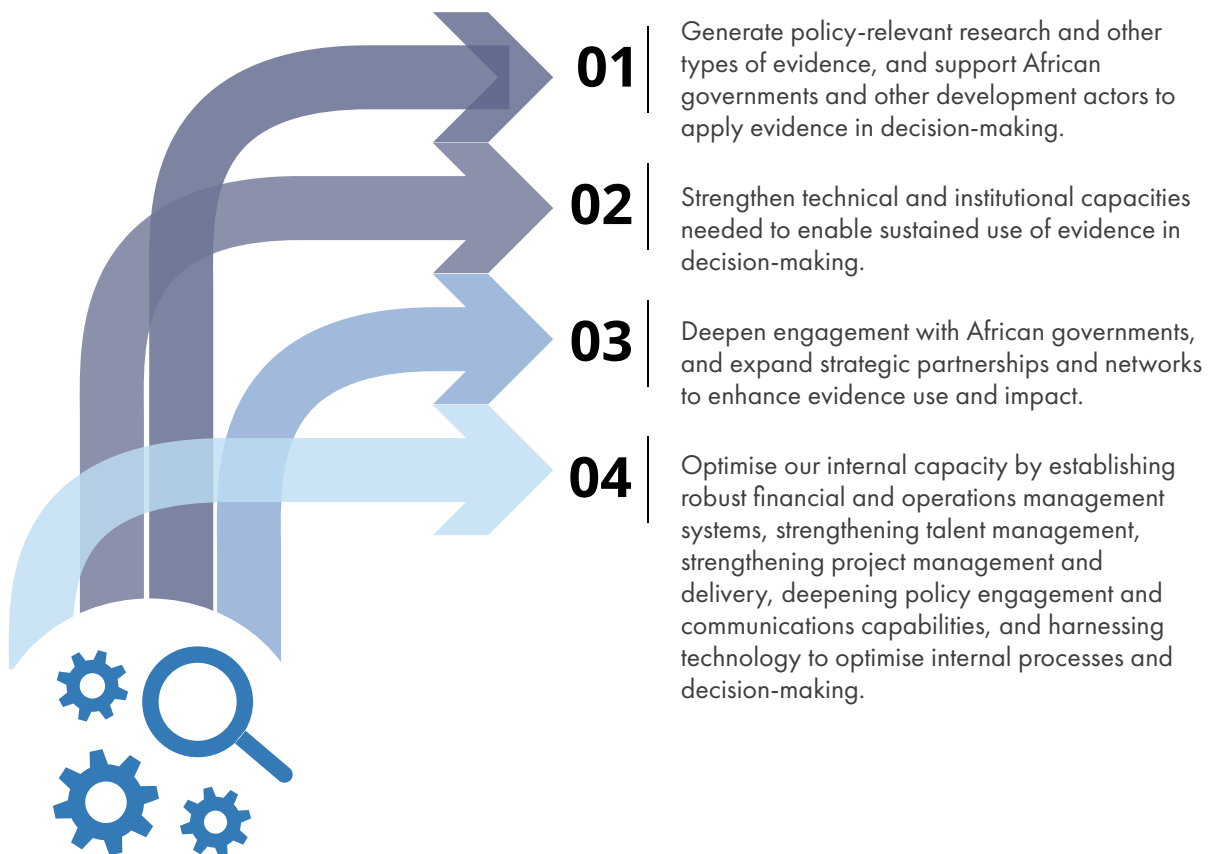 01
Generate policy-relevant research and other
types of evidence, and support African
governments and other development actors to
apply evidence in decision-making.
02
Strengthen technical and institutional capacities
needed to enable sustained use of evidence in
decision-making.
03
Deepen engagement with African governments,
and expand strategic partnerships and networks
to enhance evidence use and impact.
04
Optimise our internal capacity by establishing
robust financial and operations management
systems, strengthening talent management,
strengthening project management and
delivery, deepening policy engagement and
communications capabilities, and harnessing
technology to optimise internal processes and
decision-making.